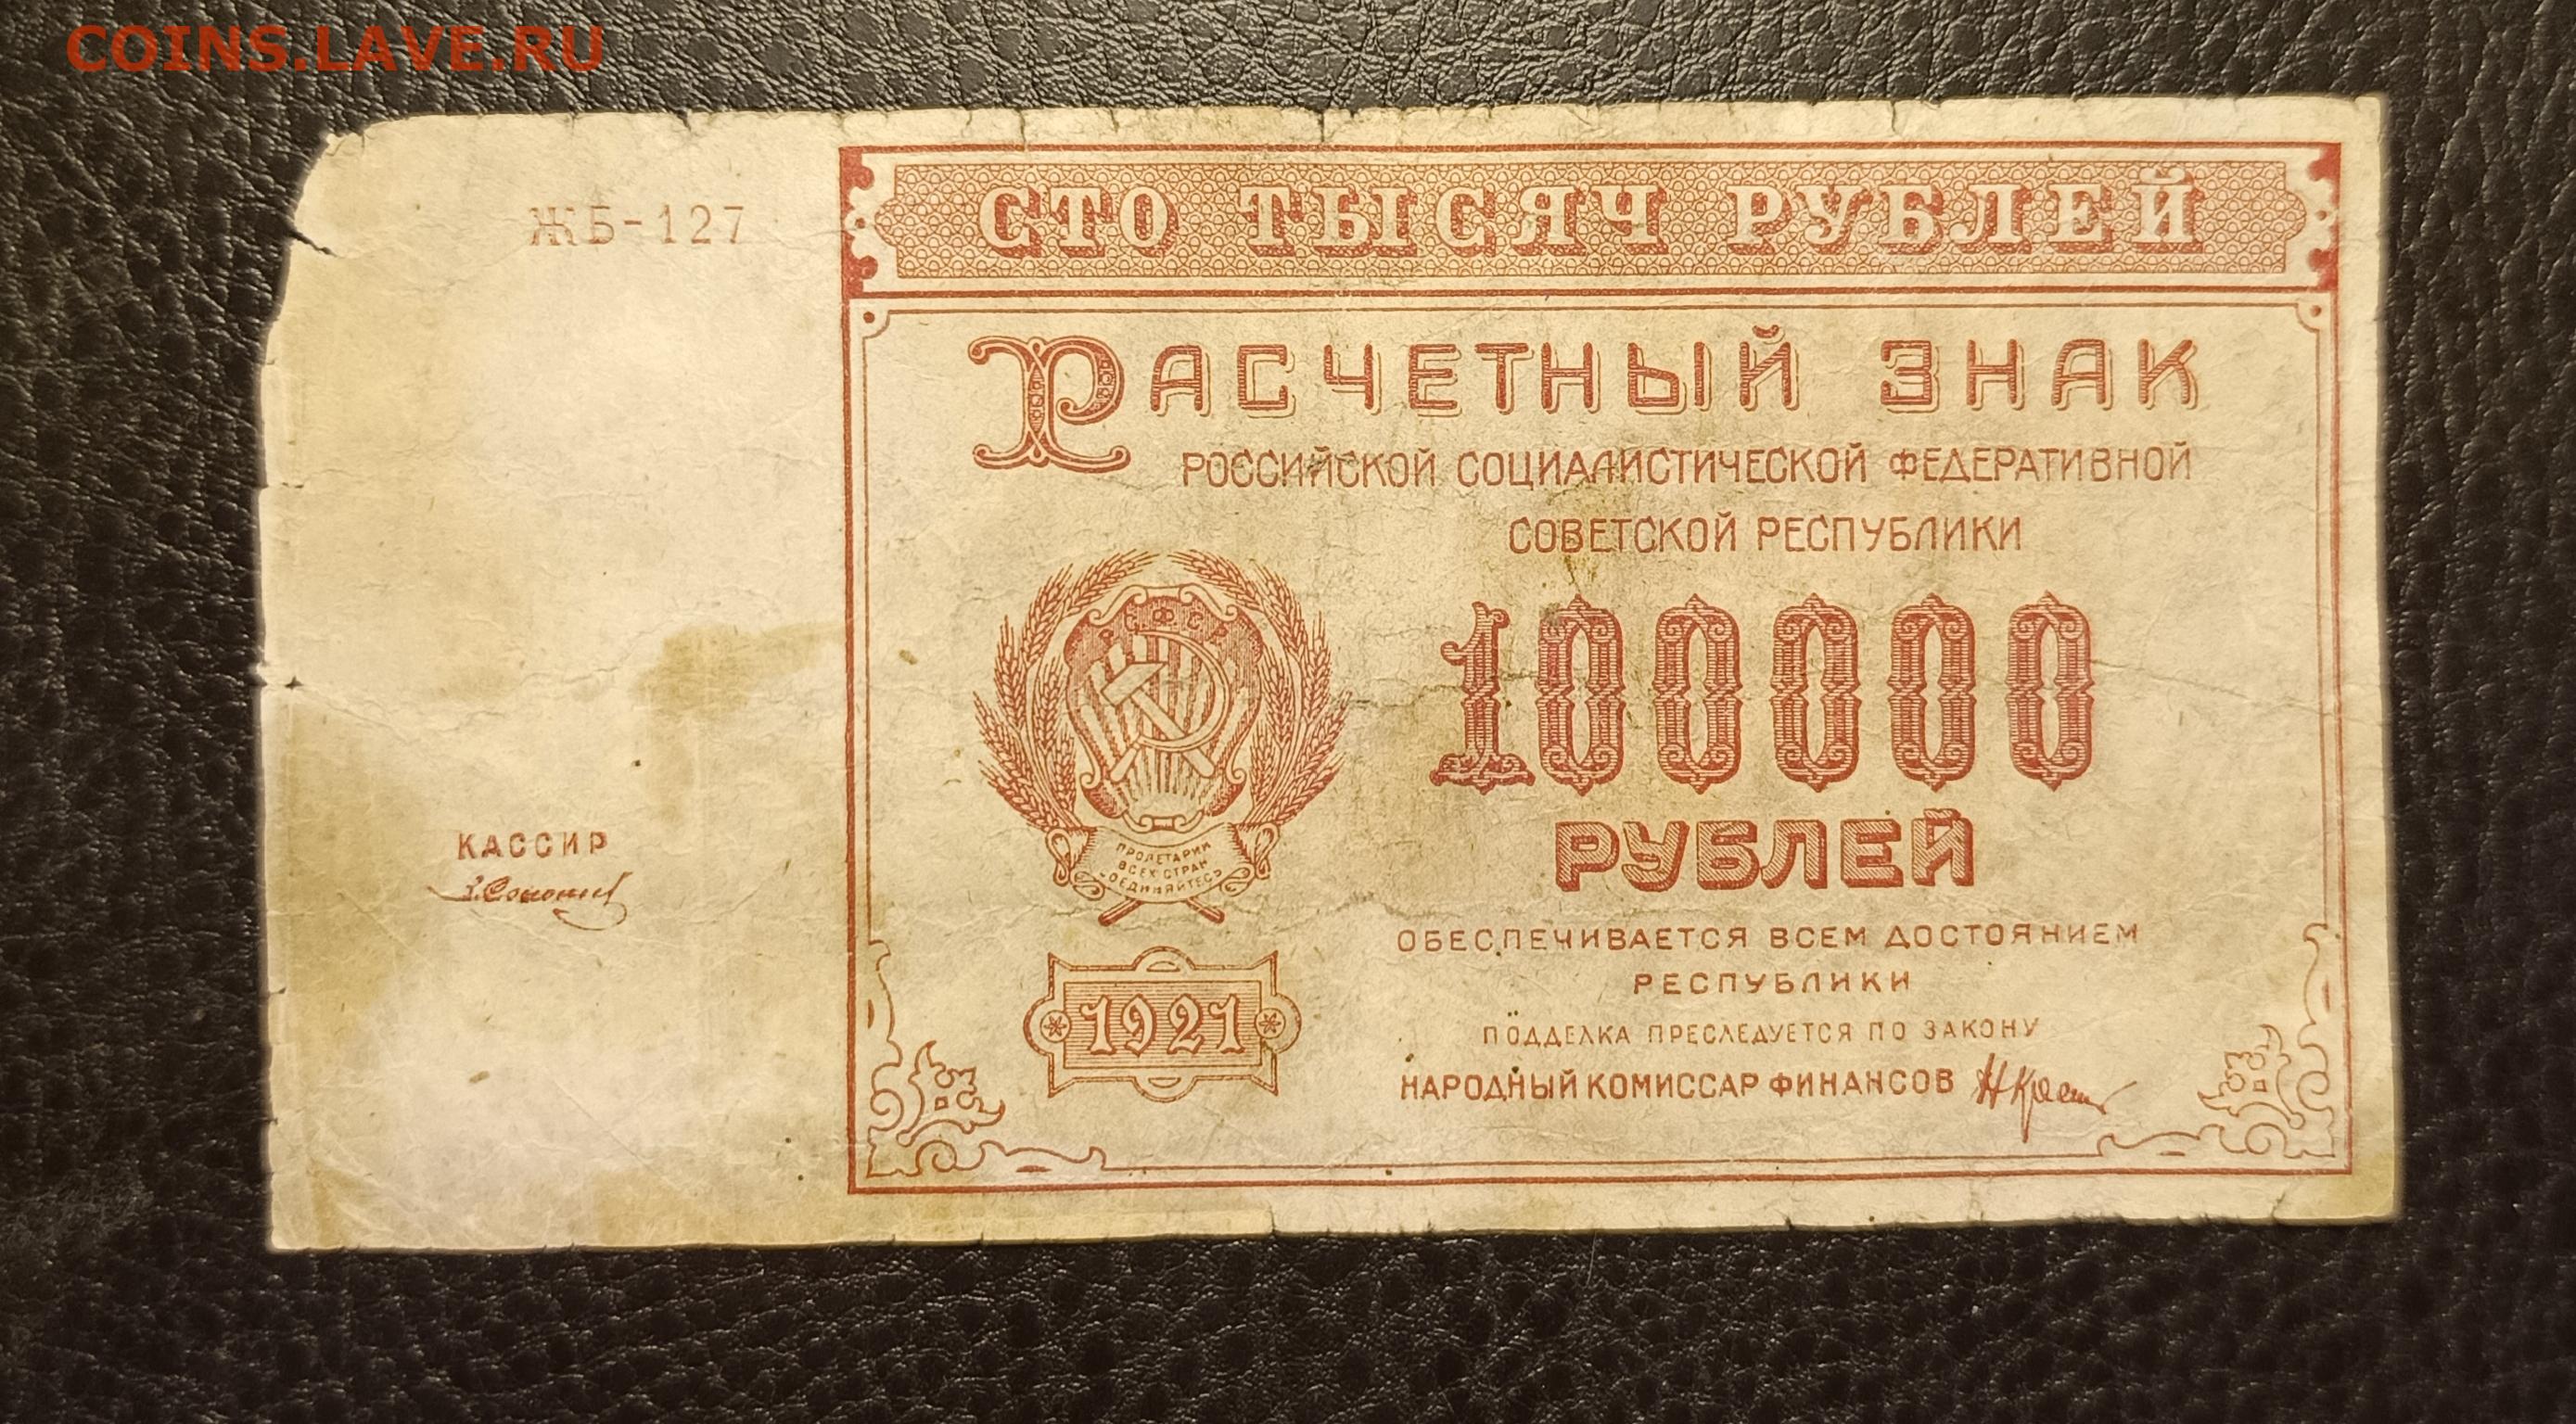 COINS.LAVE.RU
ЖБ-127
СТО ТЫСЯЧ РУБЛЕЙ
РАСЧЕТНЫЙ ЗНАК
РОССИЙСКОЙ СОЦИАЛИСТИЧЕСКОЙ ФЕДЕРАТИВНОЙ
СОВЕТСКОЙ РЕСПУБЛИКИ
РСФСР
100000
РУБЛЕЙ
КАССИР
ПРОЛЕТАРИИ
ВСЕХ СТРАН
СОЕДИНЯЙТЕСЬ
1921
ОБЕСПЕЧИВАЕТСЯ ВСЕМ ДОСТОЯНИЕМ
РЕСПУБЛИКИ
ПОДДЕЛКА ПРЕСЛЕДУЕТСЯ ПО ЗАКОНУ
НАРОДНЫЙ КОМИССАР ФИНАНСОВ